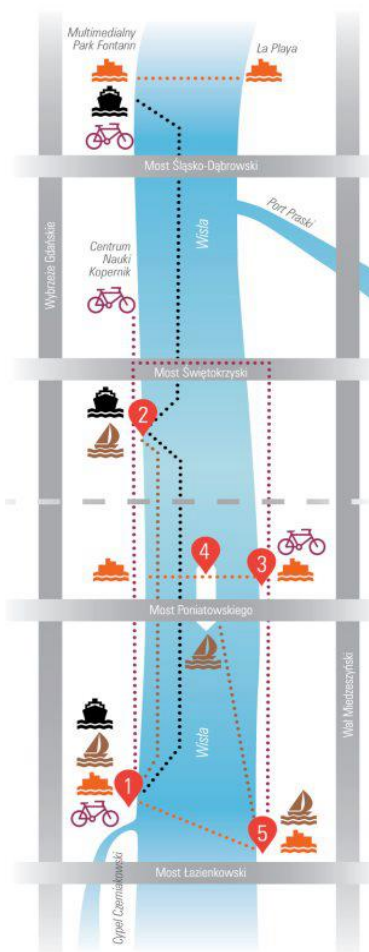 Multimedialny
Park Fontann
La Playa
Most Śląsko-Dąbrowski
Port Praski
Wisła
Wybrzeże Gdańskie
Centrum
Nauki
Kopernik
Most Świętokrzyski
2
4
3
Most Poniatowskiego
Wał Miedzeszyński
Wisła
1
5
Most Łazienkowski
Cypel Czerniakowski